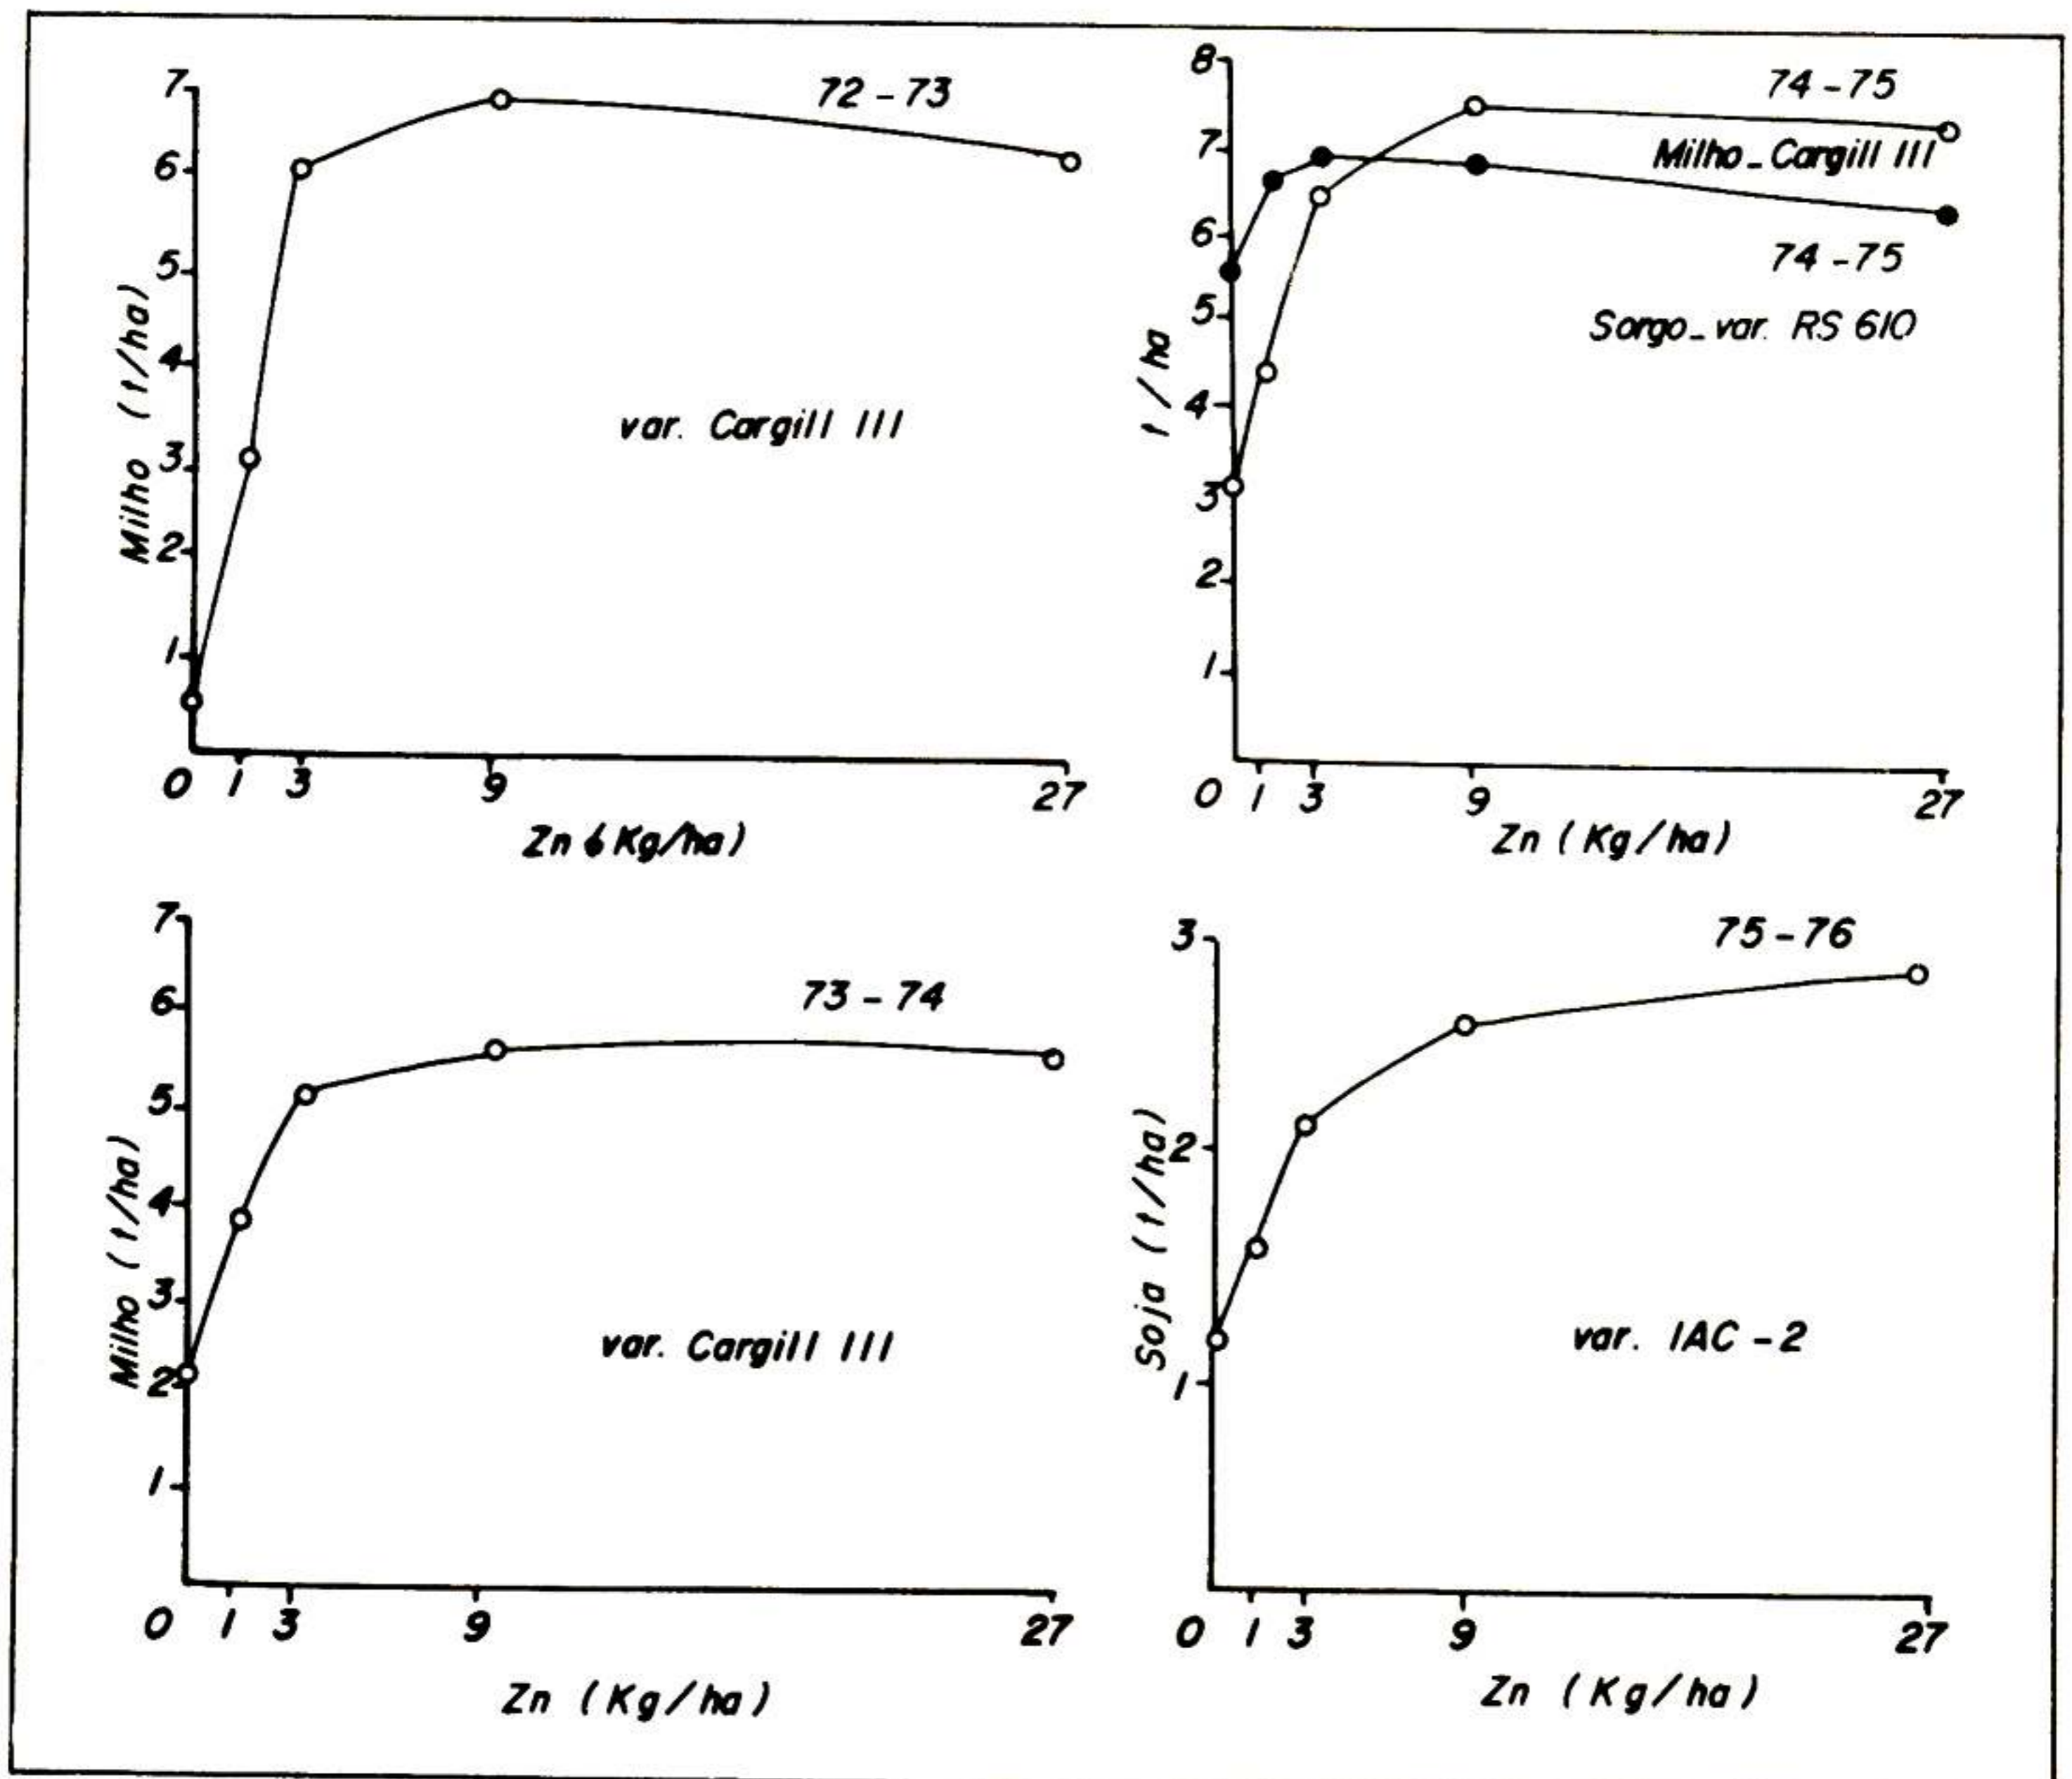 72-73
7
6
5
4
3
2
1
Milho (t/ha)
var. Cargill III
0 1 3 9 27
Zn (Kg/ha)
74-75
Milho-Cargill III
74-75
Sorgo-var. RS 610
8
7
6
5
4
3
2
1
t/ha
0 1 3 9 27
Zn (Kg/ha)
73-74
7
6
5
4
3
2
1
Milho (t/ha)
var. Cargill III
0 1 3 9 27
Zn (Kg/ha)
75-76
3
2
1
Soja (t/ha)
var. IAC-2
0 1 3 9 27
Zn (Kg/ha)